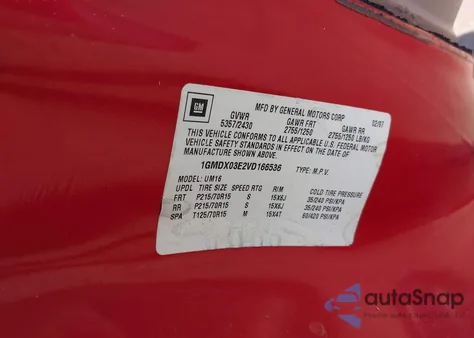 GM
MFD BY GENERAL MOTORS CORP 02/97
GVWR GAWR FRT GAWR RR
5357/2430 2755/1250 2755/1250 LB/KG
THIS VEHICLE CONFORMS TO ALL APPLICABLE U.S. FEDERAL MOTOR
VEHICLE SAFETY STANDARDS IN EFFECT ON THE DATE OF
MANUFACTURE SHOWN ABOVE.
1GMDX03E2VD166536 TYPE: M.P.V.
MODEL: UM16
UPDL TIRE SIZE SPEED RTG RIM COLD TIRE PRESSURE
FRT P215/70R15 S 15X6J 35/240 PSI/KPA
RR P215/70R15 S 15X6J 35/240 PSI/KPA
SPA T125/70R15 M 15X4T 60/420 PSI/KPA
autoSnap